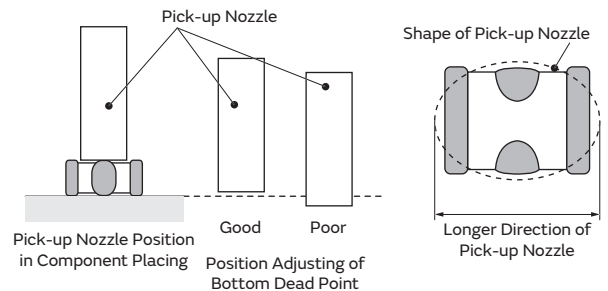 Pick-up Nozzle
Shape of Pick-up Nozzle
Good
Poor
Pick-up Nozzle Position
in Component Placing
Position Adjusting of
Bottom Dead Point
Longer Direction of
Pick-up Nozzle